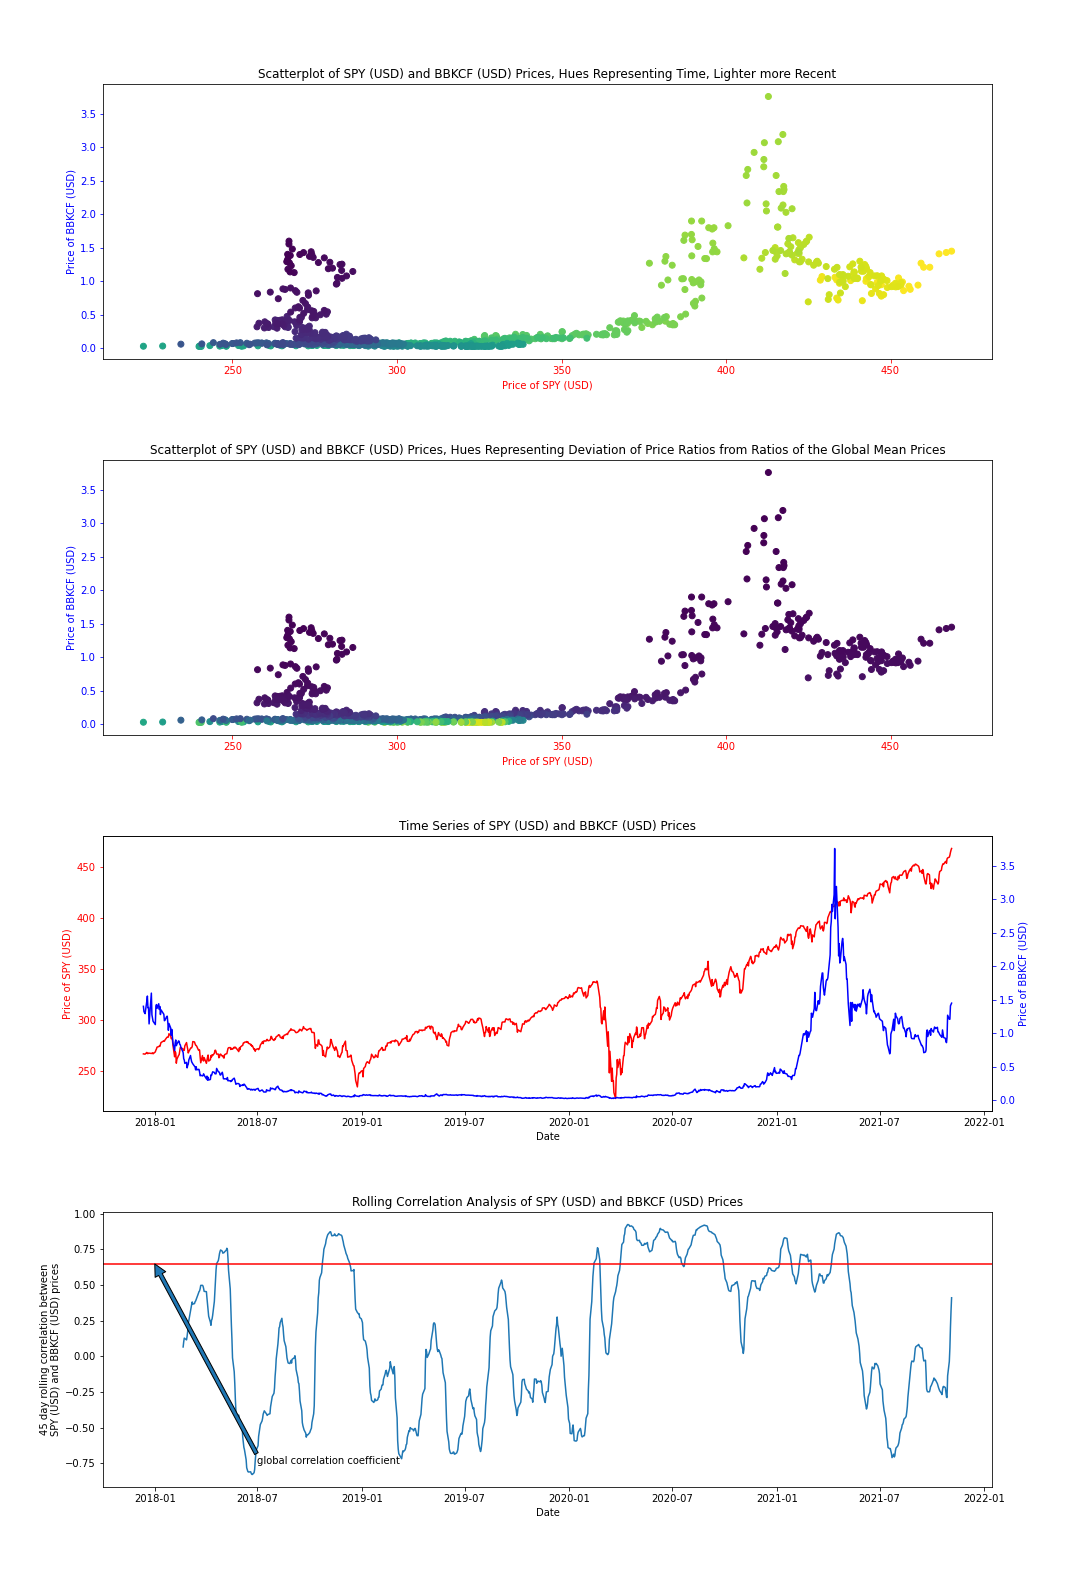 Scatterplot of SPY (USD) and BBKCF (USD) Prices, Hues Representing Time, Lighter more Recent
Price of BBKCF (USD)
3.5
3.0
2.5
2.0
1.5
1.0
0.5
0.0
250 300 350 400 450
Price of SPY (USD)
Scatterplot of SPY (USD) and BBKCF (USD) Prices, Hues Representing Deviation of Price Ratios from Ratios of the Global Mean Prices
Price of BBKCF (USD)
3.5
3.0
2.5
2.0
1.5
1.0
0.5
0.0
250 300 350 400 450
Price of SPY (USD)
Time Series of SPY (USD) and BBKCF (USD) Prices
Price of SPY (USD)
450
400
350
300
250
3.5
3.0
2.5
2.0
1.5
1.0
0.5
0.0
Price of BBKCF (USD)
2018-01 2018-07 2019-01 2019-07 2020-01 2020-07 2021-01 2021-07 2022-01
Date
Rolling Correlation Analysis of SPY (USD) and BBKCF (USD) Prices
45 day rolling correlation between
SPY (USD) and BBKCF (USD) prices
1.00
0.75
0.50
0.25
0.00
−0.25
−0.50
−0.75
global correlation coefficient
2018-01 2018-07 2019-01 2019-07 2020-01 2020-07 2021-01 2021-07 2022-01
Date